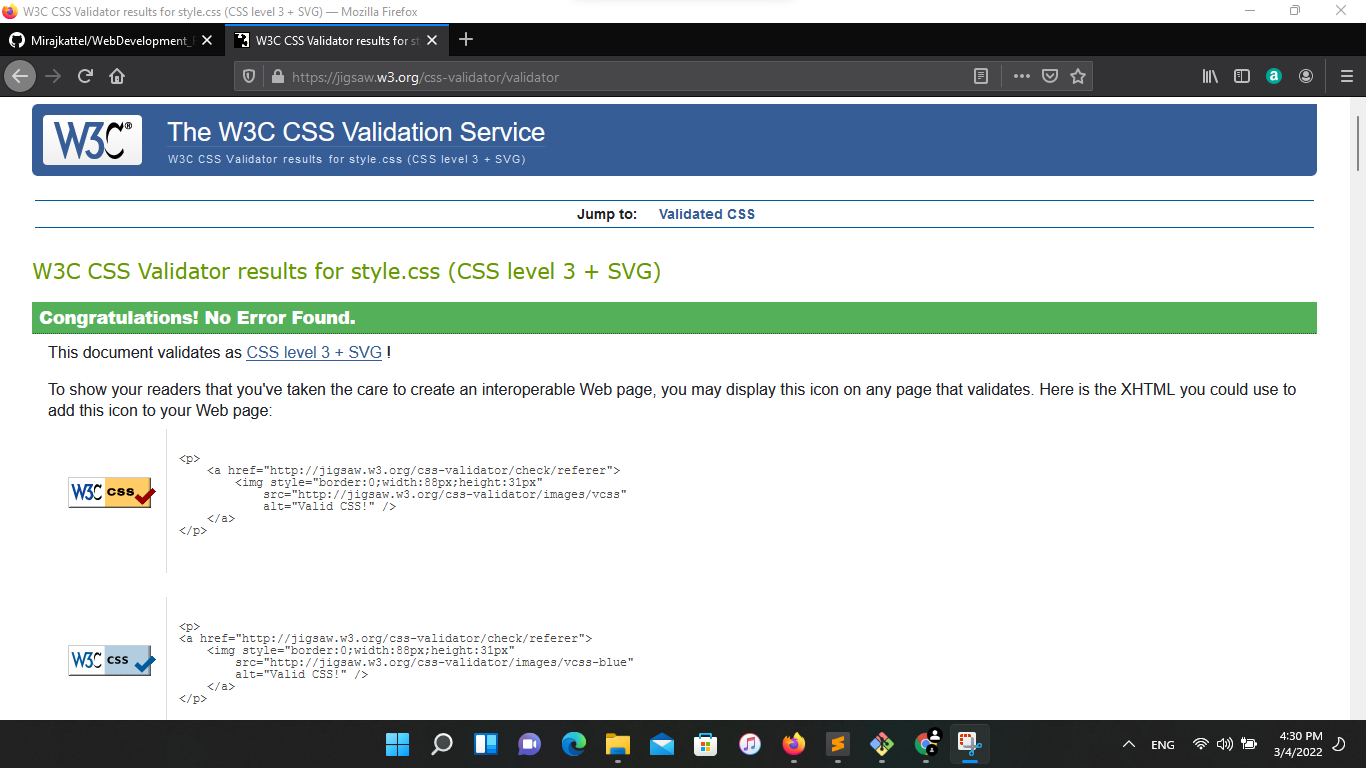 W3C CSS Validator results for style.css (CSS level 3 + SVG) — Mozilla Firefox
Mirajkattel/WebDevelopment_
W3C CSS Validator results for st
https://jigsaw.w3.org/css-validator/validator
a
W3C®
The W3C CSS Validation Service
W3C CSS Validator results for style.css (CSS level 3 + SVG)
Jump to: Validated CSS
W3C CSS Validator results for style.css (CSS level 3 + SVG)
Congratulations! No Error Found.
This document validates as CSS level 3 + SVG !
To show your readers that you've taken the care to create an interoperable Web page, you may display this icon on any page that validates. Here is the XHTML you could use to
add this icon to your Web page:
W3C css
<p>
<a href="http://jigsaw.w3.org/css-validator/check/referer">
<img style="border:0;width:88px;height:31px"
src="http://jigsaw.w3.org/css-validator/images/vcss"
alt="Valid CSS!" />
</a>
</p>
W3C css
<p>
<a href="http://jigsaw.w3.org/css-validator/check/referer">
<img style="border:0;width:88px;height:31px"
src="http://jigsaw.w3.org/css-validator/images/vcss-blue"
alt="Valid CSS!" />
</a>
</p>
ENG
4:30 PM
3/4/2022